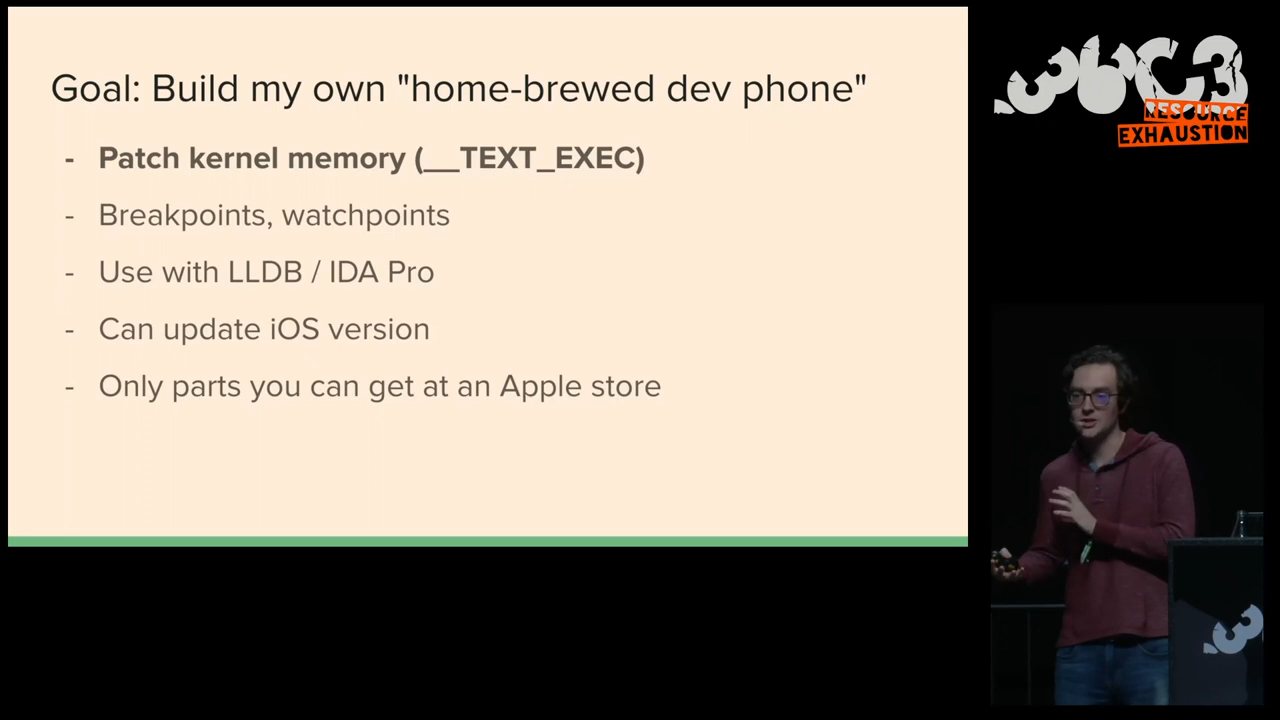 Goal: Build my own "home-brewed dev phone"
- Patch kernel memory (__TEXT_EXEC)
- Breakpoints, watchpoints
- Use with LLDB / IDA Pro
- Can update iOS version
- Only parts you can get at an Apple store
36C3
RESOURCE
EXHAUSTION